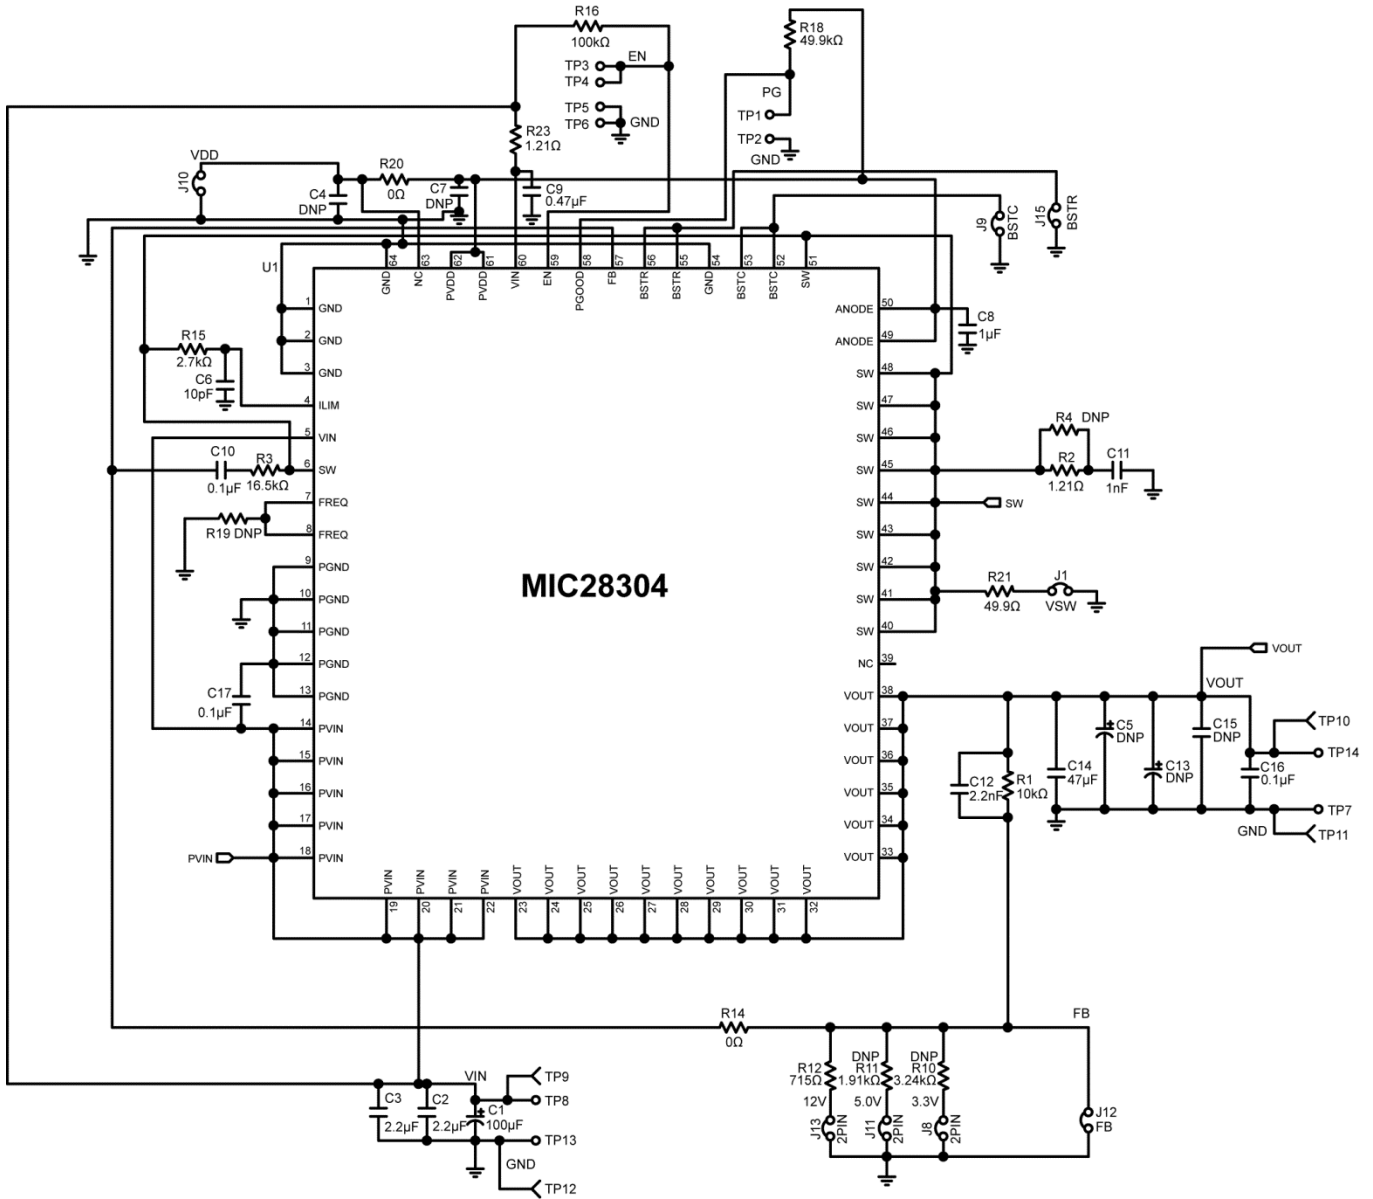 R16
100kΩ
R18
49.9kΩ
EN
TP3
TP4
TP5
TP6
GND
PG
TP1
TP2
GND
R23
1.21Ω
VDD
J10
C4
DNP
R20
0Ω
C7
DNP
C9
0.47µF
J9
BSTC
J15
BSTR
U1
64
GND
63
NC
62
PVDD
61
PVDD
60
VIN
59
EN
58
PGOOD
57
FB
56
BSTR
55
BSTR
54
GND
53
BSTC
52
BSTC
51
SW
1 GND
2 GND
3 GND
4 ILIM
5 VIN
6 SW
7 FREQ
8 FREQ
9 PGND
10 PGND
11 PGND
12 PGND
13 PGND
14 PVIN
15 PVIN
16 PVIN
17 PVIN
18 PVIN
R15
2.7kΩ
C6
10pF
C10
0.1µF
R3
16.5kΩ
R19 DNP
C17
0.1µF
PVIN
MIC28304
ANODE 50
ANODE 49
SW 48
SW 47
SW 46
SW 45
SW 44
SW 43
SW 42
SW 41
SW 40
NC 39
VOUT 38
VOUT 37
VOUT 36
VOUT 35
VOUT 34
VOUT 33
C8
1µF
R4 DNP
R2
1.21Ω
C11
1nF
SW
R21
49.9Ω
J1
VSW
VOUT
VOUT
C12
2.2nF
R1
10kΩ
C14
47µF
C5
DNP
C13
DNP
C15
DNP
C16
0.1µF
TP10
TP14
TP7
TP11
GND
PVIN
19
PVIN
20
PVIN
21
PVIN
22
VOUT
23
VOUT
24
VOUT
25
VOUT
26
VOUT
27
VOUT
28
VOUT
29
VOUT
30
VOUT
31
VOUT
32
R14
0Ω
FB
R12
715Ω
12V
J13
2PIN
DNP
R11
1.91kΩ
5.0V
J11
2PIN
DNP
R10
3.24kΩ
3.3V
J8
2PIN
J12
FB
VIN
C3
2.2µF
C2
2.2µF
C1
100µF
TP9
TP8
TP13
GND
TP12